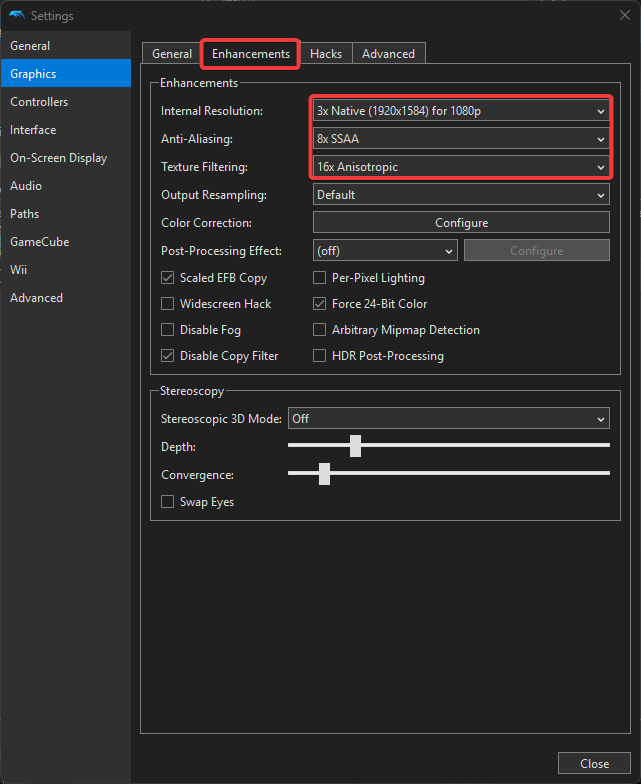 Settings
General
Graphics
Controllers
Interface
On-Screen Display
Audio
Paths
GameCube
Wii
Advanced
General Enhancements Hacks Advanced
Enhancements
Internal Resolution: 3x Native (1920x1584) for 1080p
Anti-Aliasing: 8x SSAA
Texture Filtering: 16x Anisotropic
Output Resampling: Default
Color Correction: Configure
Post-Processing Effect: (off) Configure
Scaled EFB Copy Per-Pixel Lighting
Widescreen Hack Force 24-Bit Color
Disable Fog Arbitrary Mipmap Detection
Disable Copy Filter HDR Post-Processing
Stereoscopy
Stereoscopic 3D Mode: Off
Depth:
Convergence:
Swap Eyes
Close